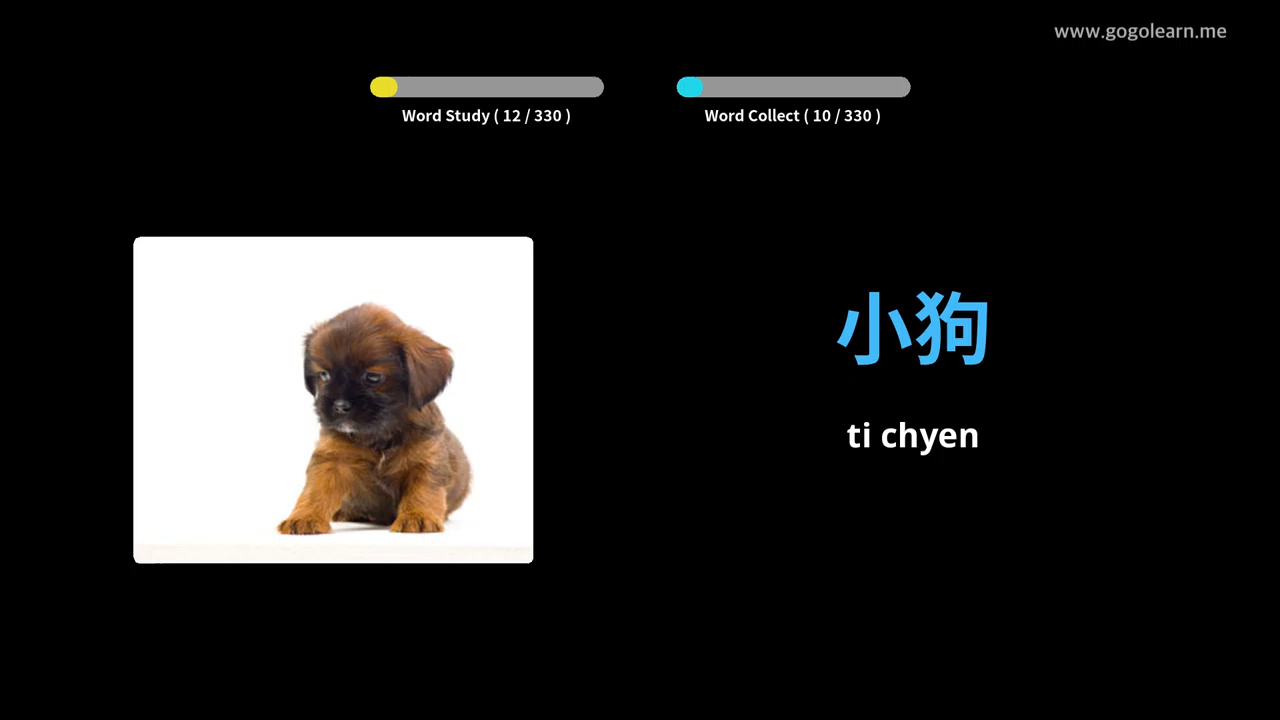 www.gogolearn.me
Word Study ( 12 / 330 )
Word Collect ( 10 / 330 )
小狗
ti chyen